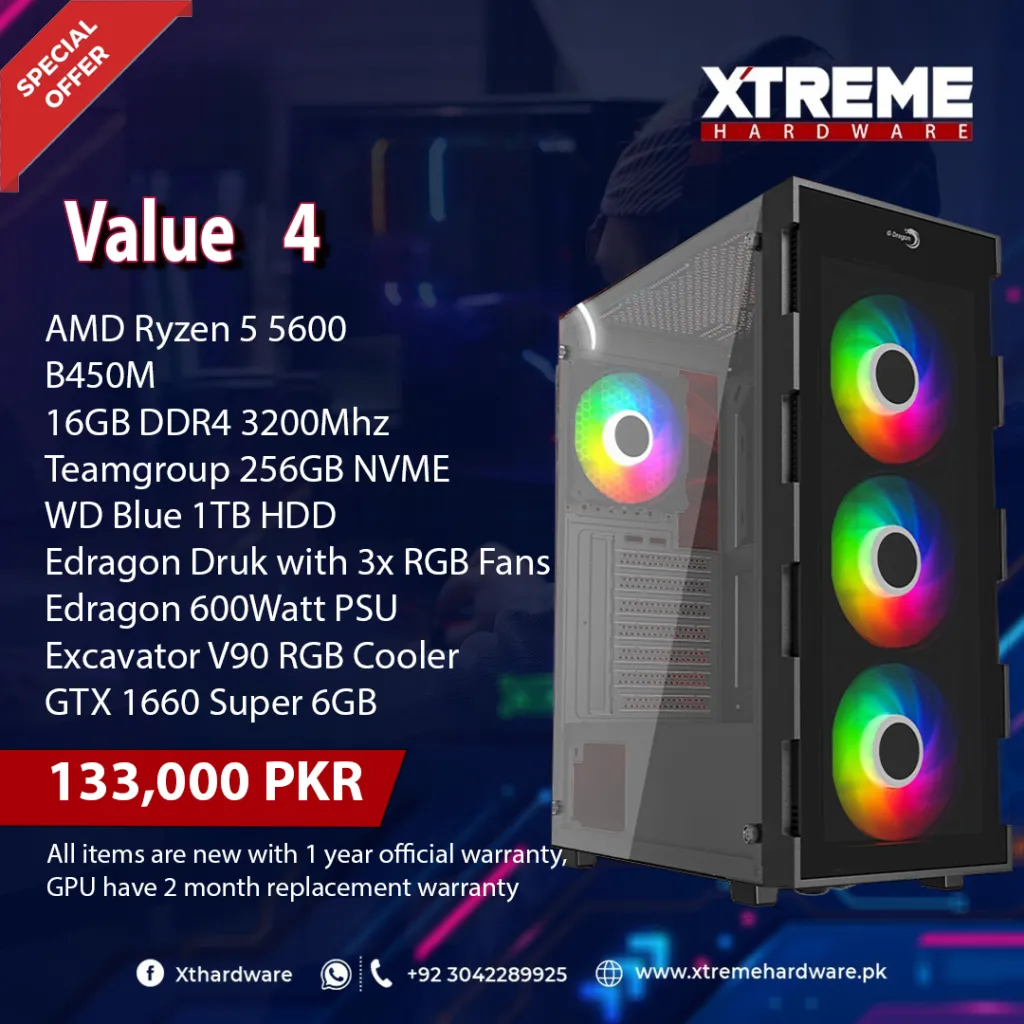 SPECIAL
OFFER
XTREME
HARDWARE
Value 4
G-Dragon
AMD Ryzen 5 5600
B450M
16GB DDR4 3200Mhz
Teamgroup 256GB NVME
WD Blue 1TB HDD
Edragon Druk with 3x RGB Fans
Edragon 600Watt PSU
Excavator V90 RGB Cooler
GTX 1660 Super 6GB
133,000 PKR
All items are new with 1 year official warranty,
GPU have 2 month replacement warranty
Xthardware +92 3042289925 www.xtremehardware.pk